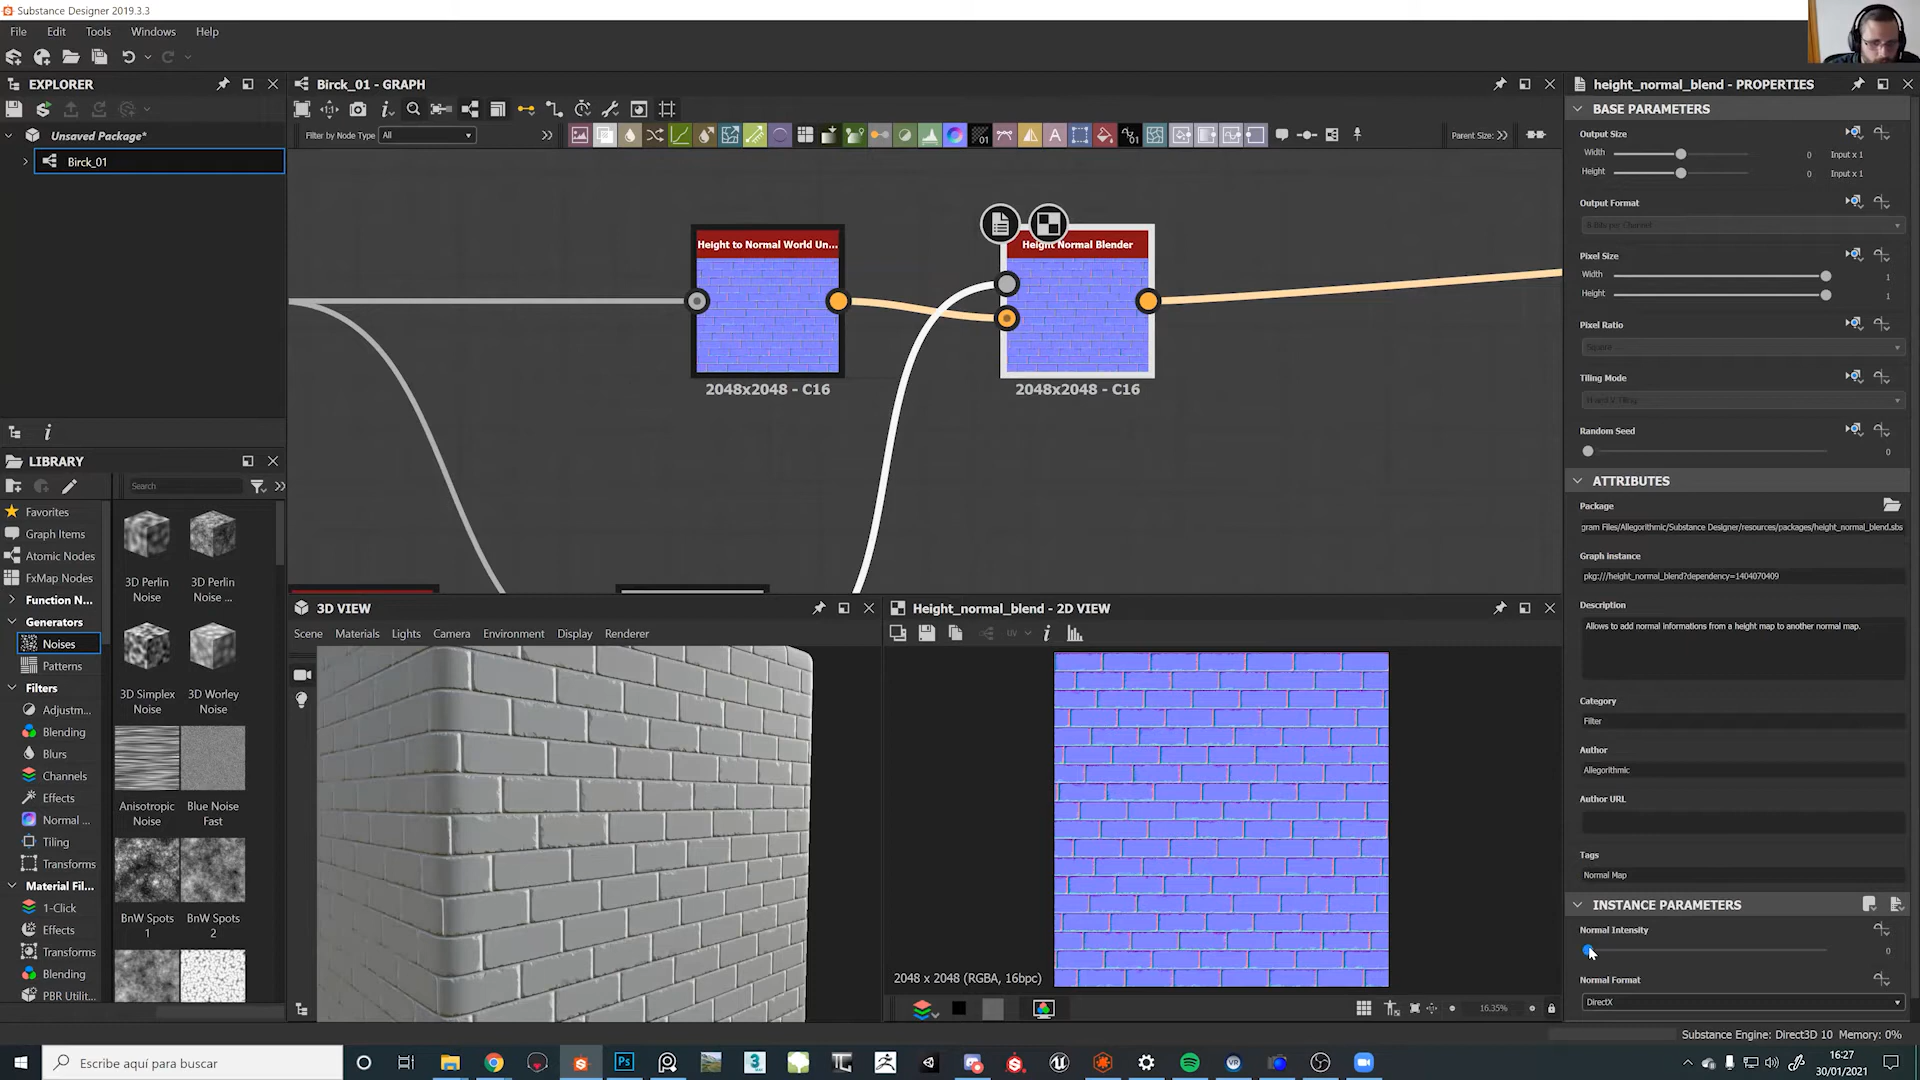 Substance Designer 2019.3.3
File Edit Tools Windows Help
EXPLORER
Unsaved Package*
Birck_01
LIBRARY
Search
Favorites
Graph Items
Atomic Nodes
FxMap Nodes
Function N...
Generators
Noises
Patterns
Filters
Adjustm...
Blending
Blurs
Channels
Effects
Normal ...
Tiling
Transforms
Material Fil...
1-Click
Effects
Transforms
Blending
PBR Utilit...
3D Perlin Noise
3D Perlin Noise ...
3D Simplex Noise
3D Worley Noise
Anisotropic Noise
Blue Noise Fast
BnW Spots 1
BnW Spots 2
Birck_01 - GRAPH
Filter by Node Type All
Parent Size:
Height to Normal World Un...
2048x2048 - C16
Height Normal Blender
2048x2048 - C16
3D VIEW
Scene Materials Lights Camera Environment Display Renderer
Height_normal_blend - 2D VIEW
UV
2048 x 2048 (RGBA, 16bpc)
16.35%
height_normal_blend - PROPERTIES
BASE PARAMETERS
Output Size
Width 0 Input x 1
Height 0 Input x 1
Output Format
8 Bits per Channel
Pixel Size
Width 1
Height 1
Pixel Ratio
Square
Tiling Mode
H and V Tiling
Random Seed
0
ATTRIBUTES
Package
gram Files/Allegorithmic/Substance Designer/resources/packages/height_normal_blend.sbs
Graph instance
pkg:///height_normal_blend?dependency=1404070409
Description
Allows to add normal informations from a height map to another normal map.
Category
Filter
Author
Allegorithmic
Author URL
Tags
Normal Map
INSTANCE PARAMETERS
Normal Intensity
0
Normal Format
DirectX
Substance Engine: Direct3D 10 Memory: 0%
Escribe aquí para buscar
16:27
30/01/2021